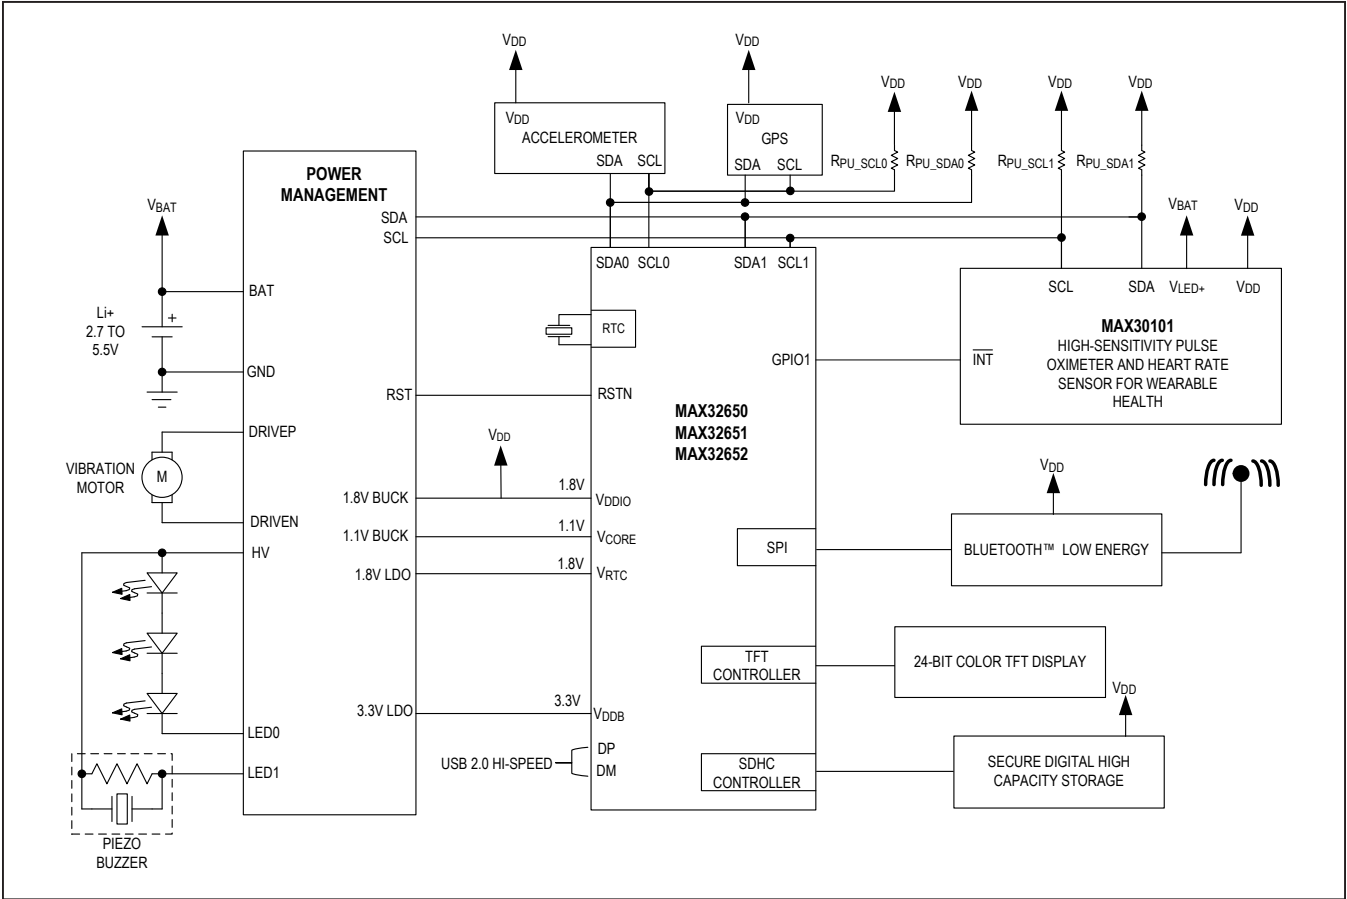 VDD
VDD
VDD
ACCELEROMETER
SDA SCL
VDD
GPS
SDA SCL
VDD
VDD
VDD
VDD
RPU_SCL0
RPU_SDA0
RPU_SCL1
RPU_SDA1
POWER
MANAGEMENT
SDA
SCL
VBAT
BAT
Li+
2.7 TO
5.5V
+
GND
DRIVEP
VIBRATION
MOTOR
M
DRIVEN
HV
LED0
LED1
PIEZO
BUZZER
RST
1.8V BUCK
1.1V BUCK
1.8V LDO
3.3V LDO
VDD
1.8V
1.1V
1.8V
3.3V
USB 2.0 HI-SPEED
SDA0 SCL0
SDA1 SCL1
RTC
GPIO1
RSTN
MAX32650
MAX32651
MAX32652
VDDIO
VCORE
VRTC
VDDB
DP
DM
SPI
TFT
CONTROLLER
SDHC
CONTROLLER
VBAT
VDD
SCL
SDA
VLED+
VDD
INT
MAX30101
HIGH-SENSITIVITY PULSE
OXIMETER AND HEART RATE
SENSOR FOR WEARABLE
HEALTH
VDD
BLUETOOTH™ LOW ENERGY
24-BIT COLOR TFT DISPLAY
VDD
SECURE DIGITAL HIGH
CAPACITY STORAGE